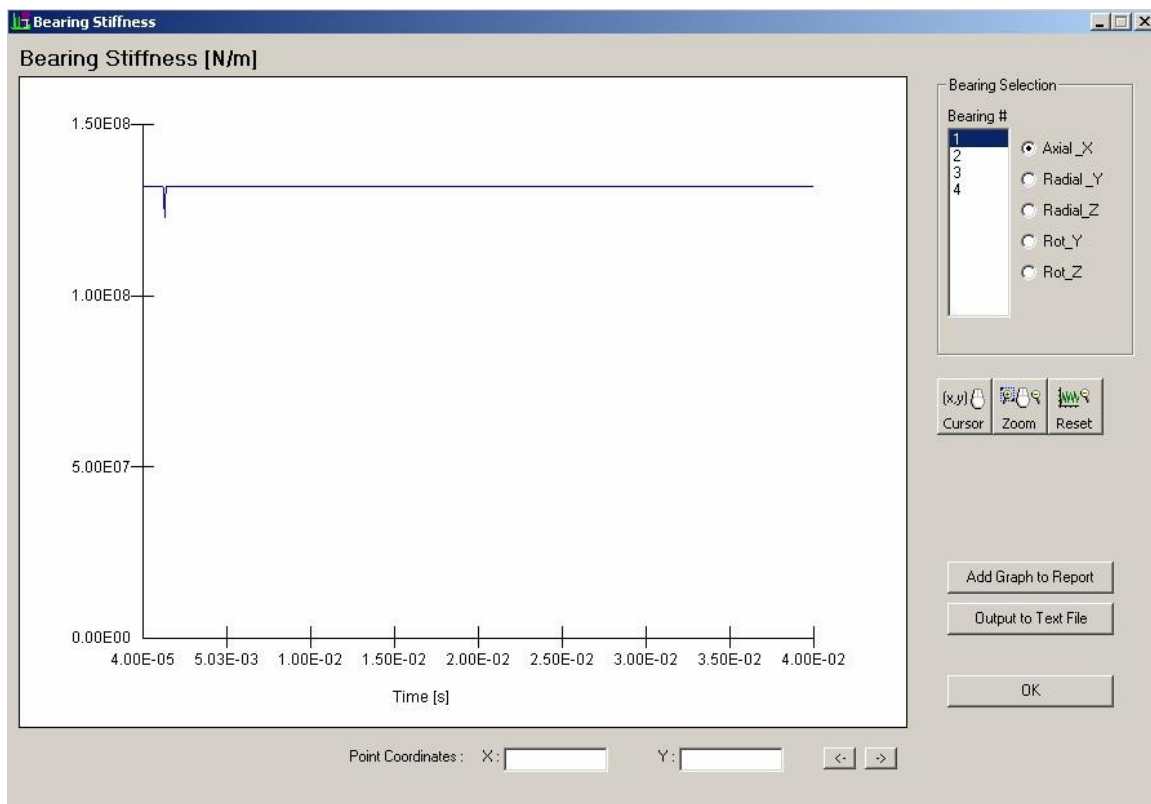 Bearing Stiffness
Bearing Stiffness [N/m]
1.50E08
1.00E08
5.00E07
0.00E00
4.00E-05 5.03E-03 1.00E-02 1.50E-02 2.00E-02 2.50E-02 3.00E-02 3.50E-02 4.00E-02
Time [s]
Bearing Selection
Bearing #
1
2
3
4
Axial_X
Radial_Y
Radial_Z
Rot_Y
Rot_Z
(x,y)
Cursor Zoom Reset
Add Graph to Report
Output to Text File
OK
Point Coordinates : X : Y : <- ->